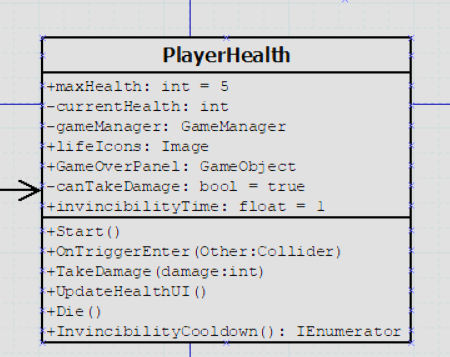 PlayerHealth
+maxHealth: int = 5
-currentHealth: int
-gameManager: GameManager
+lifeIcons: Image
+GameOverPanel: GameObject
-canTakeDamage: bool = true
+invincibilityTime: float = 1
+Start()
+OnTriggerEnter(Other:Collider)
+TakeDamage(damage:int)
+UpdateHealthUI()
+Die()
+InvincibilityCooldown(): IEnumerator